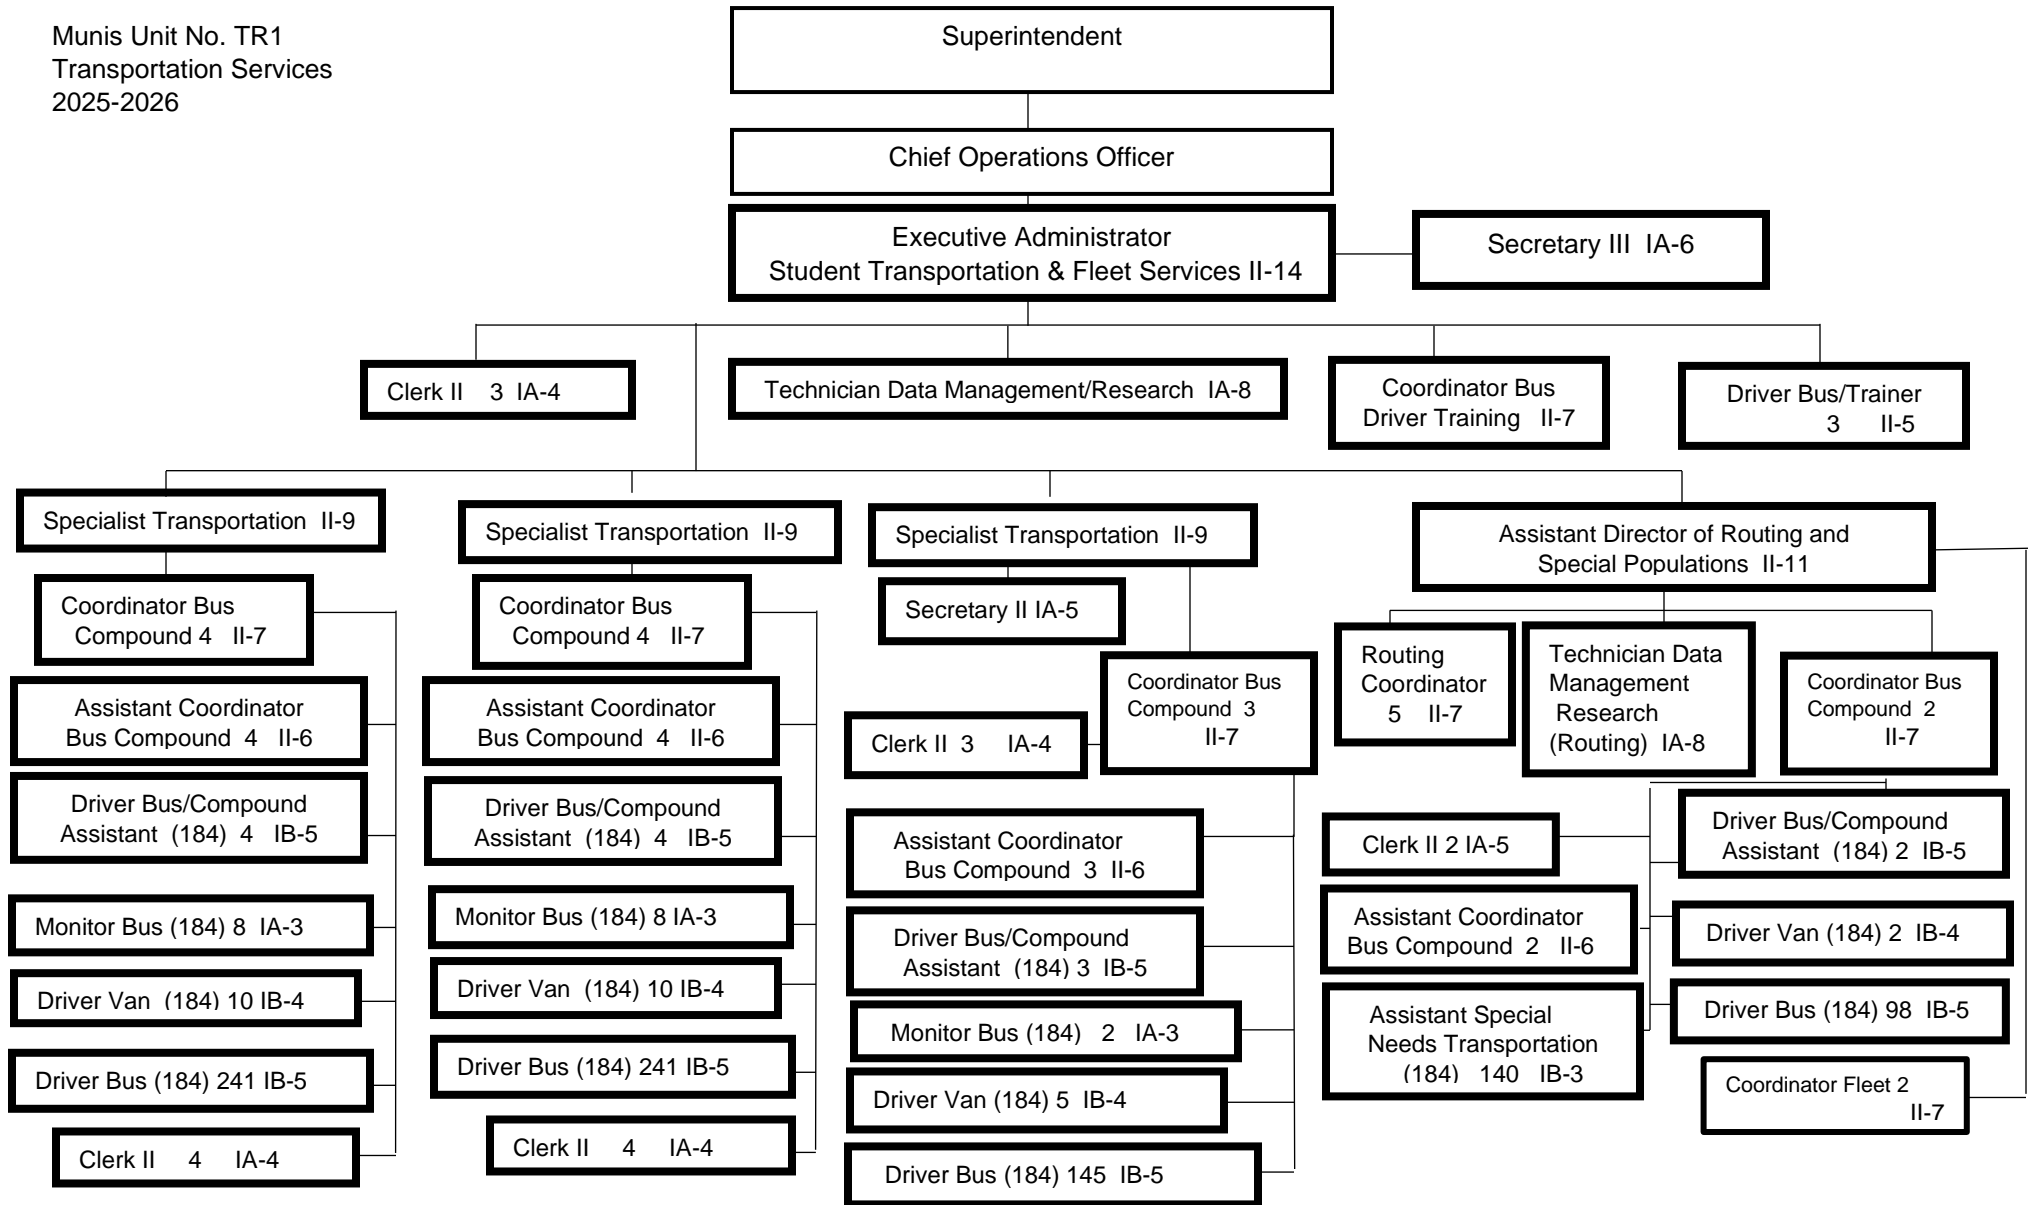 Munis Unit No. TR1
Transportation Services
2025-2026
Superintendent
Chief Operations Officer
Executive Administrator
Student Transportation & Fleet Services II-14
Secretary III IA-6
Clerk II 3 IA-4
Technician Data Management/Research IA-8
Coordinator Bus
Driver Training II-7
Driver Bus/Trainer
3 II-5
Specialist Transportation II-9
Coordinator Bus
Compound 4 II-7
Assistant Coordinator
Bus Compound 4 II-6
Driver Bus/Compound
Assistant (184) 4 IB-5
Monitor Bus (184) 8 IA-3
Driver Van (184) 10 IB-4
Driver Bus (184) 241 IB-5
Clerk II 4 IA-4
Specialist Transportation II-9
Coordinator Bus
Compound 4 II-7
Assistant Coordinator
Bus Compound 4 II-6
Driver Bus/Compound
Assistant (184) 4 IB-5
Monitor Bus (184) 8 IA-3
Driver Van (184) 10 IB-4
Driver Bus (184) 241 IB-5
Clerk II 4 IA-4
Specialist Transportation II-9
Secretary II IA-5
Coordinator Bus
Compound 3
II-7
Clerk II 3 IA-4
Assistant Coordinator
Bus Compound 3 II-6
Driver Bus/Compound
Assistant (184) 3 IB-5
Monitor Bus (184) 2 IA-3
Driver Van (184) 5 IB-4
Driver Bus (184) 145 IB-5
Assistant Director of Routing and
Special Populations II-11
Routing
Coordinator
5 II-7
Technician Data
Management
Research
(Routing) IA-8
Coordinator Bus
Compound 2
II-7
Clerk II 2 IA-5
Driver Bus/Compound
Assistant (184) 2 IB-5
Assistant Coordinator
Bus Compound 2 II-6
Driver Van (184) 2 IB-4
Assistant Special
Needs Transportation
(184) 140 IB-3
Driver Bus (184) 98 IB-5
Coordinator Fleet 2
II-7